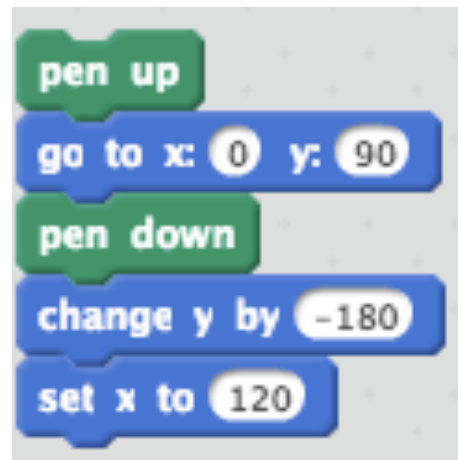 pen up
go to x: 0 y: 90
pen down
change y by -180
set x to 120